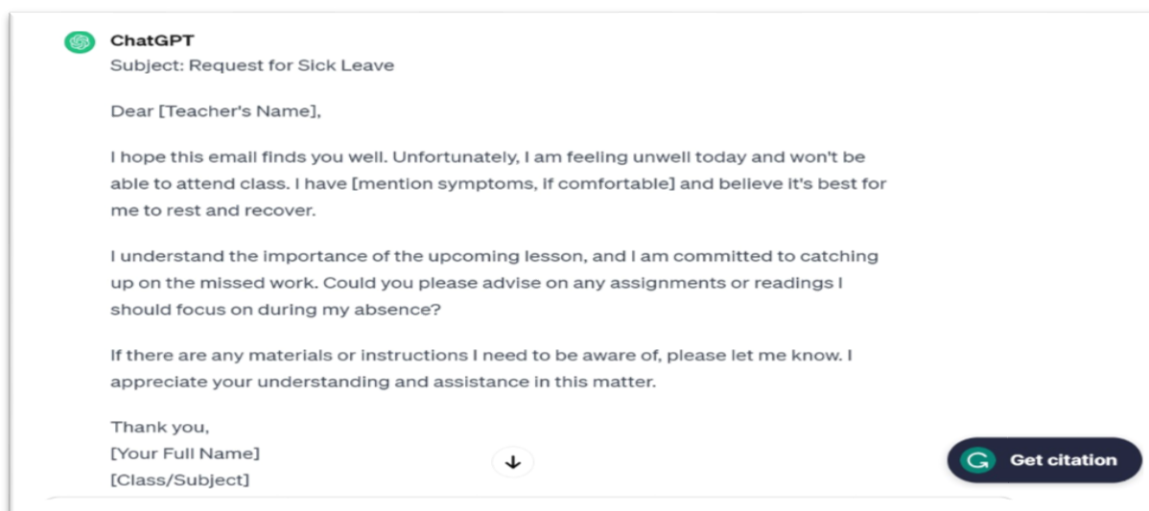 ChatGPT
Subject: Request for Sick Leave
Dear [Teacher's Name],
I hope this email finds you well. Unfortunately, I am feeling unwell today and won't be
able to attend class. I have [mention symptoms, if comfortable] and believe it's best for
me to rest and recover.
I understand the importance of the upcoming lesson, and I am committed to catching
up on the missed work. Could you please advise on any assignments or readings I
should focus on during my absence?
If there are any materials or instructions I need to be aware of, please let me know. I
appreciate your understanding and assistance in this matter.
Thank you,
[Your Full Name]
[Class/Subject]
Get citation